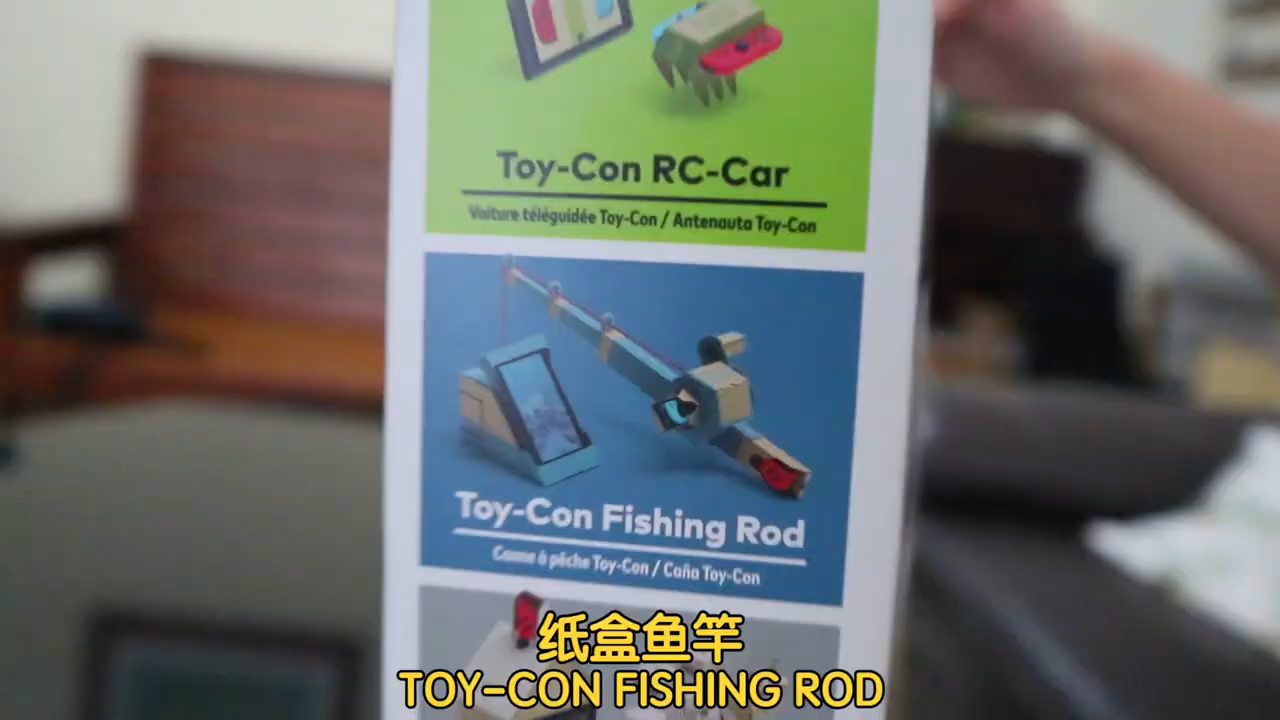 Toy-Con RC-Car
Voiture téléguidée Toy-Con / Antenauta Toy-Con
Toy-Con Fishing Rod
Canne à pêche Toy-Con / Caña Toy-Con
纸盒鱼竿
TOY-CON FISHING ROD